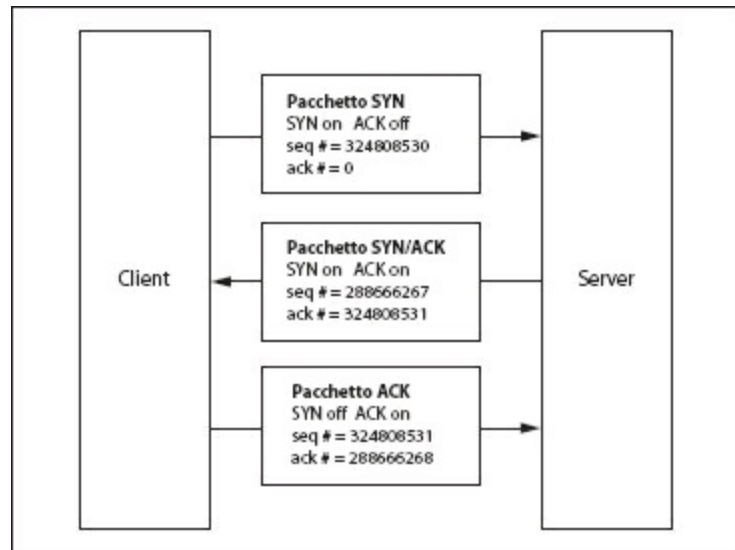 Pacchetto SYN
SYN on ACK off
seq # = 324808530
ack # = 0
Client
Pacchetto SYN/ACK
SYN on ACK on
seq # = 288666267
ack # = 324808531
Server
Pacchetto ACK
SYN off ACK on
seq # = 324808531
ack # = 288666268